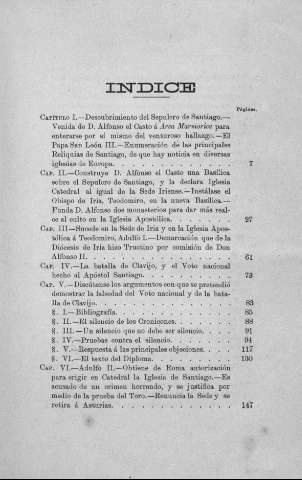 INDICE
Páginas.
CAPÍTULO I.—Descubrimiento del Sepulcro de Santiago.—
Venida de D. Alfonso el Casto á Arca Marmorica para
enterarse por sí mismo del venturoso hallazgo.—El
Papa San León III.—Enumeración de las principales
Reliquias de Santiago, de que hay noticia en diversas
iglesias de Europa. . . . . . . . . . . . 7
CAP. II.—Construye D. Alfonso el Casto una Basílica
sobre el Sepulcro de Santiago, y la declara Iglesia
Catedral al igual de la Sede Iriense.—Instálase el
Obispo de Iria, Teodomiro, en la nueva Basílica.—
Funda D. Alfonso dos monasterios para dar más real-
ce al culto en la Iglesia Apostólica. . . . . . . 27
CAP. III—Sucede en la Sede de Iria y en la Iglesia Apos-
tólica á Teodomiro, Adulfo I.—Demarcación que de la
Diócesis de Iria hizo Tructino por comisión de Don
Alfonso II. . . . . . . . . . . . . . 61
CAP. IV.—La batalla de Clavijo, y el Voto nacional
hecho al Apóstol Santiago. . . . . . . . . 73
CAP. V.—Discútense los argumentos con que se pretendió
demostrar la falsedad del Voto nacional y de la bata-
lla de Clavijo. . . . . . . . . . . . . 83
§. I.—Bibliografía. . . . . . . . . . . 85
§. II.—El silencio de los Cronicones. . . . . . 88
§. III.—Un silencio que no debe ser silencio. . . . 91
§. IV.—Pruebas contra el silencio. . . . . . . 94
§. V.—Respuesta á las principales objeciones. . . . 117
§. VI.—El texto del Diploma. . . . . . . . 130
CAP. VI.—Adulfo II.—Obtiene de Roma autorización
para erigir en Catedral la Iglesia de Santiago.—Es
acusado de un crimen horrendo, y se justifica por
medio de la prueba del Toro.—Renuncia la Sede y se
retira á Asturias. . . . . . . . . . . . 147